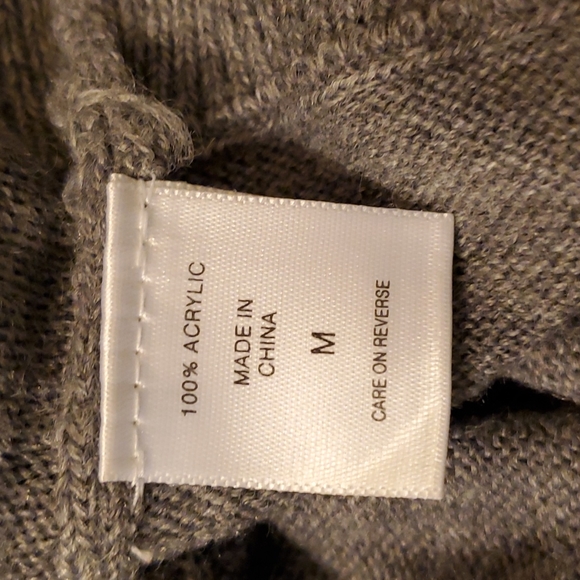 100% ACRYLIC
MADE IN
CHINA
M
CARE ON REVERSE